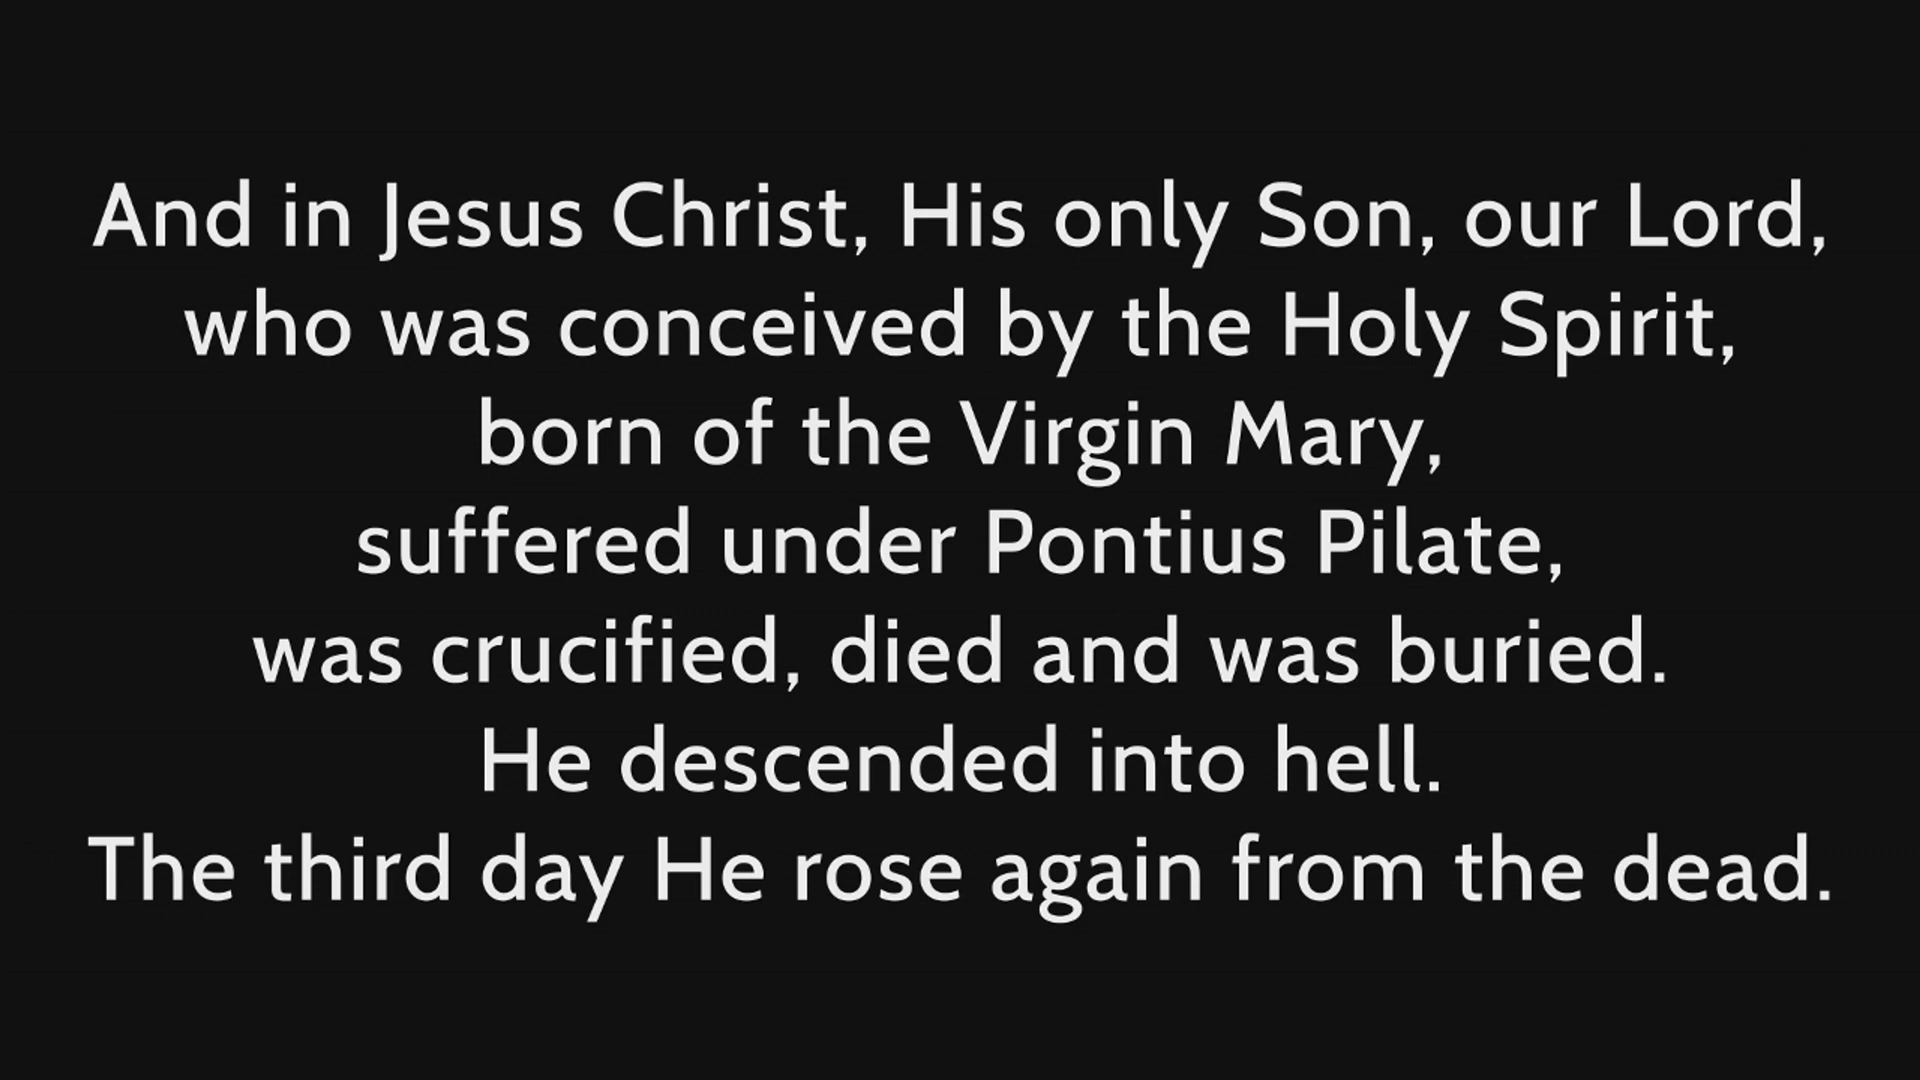 And in Jesus Christ, His only Son, our Lord,
who was conceived by the Holy Spirit,
born of the Virgin Mary,
suffered under Pontius Pilate,
was crucified, died and was buried.
He descended into hell.
The third day He rose again from the dead.